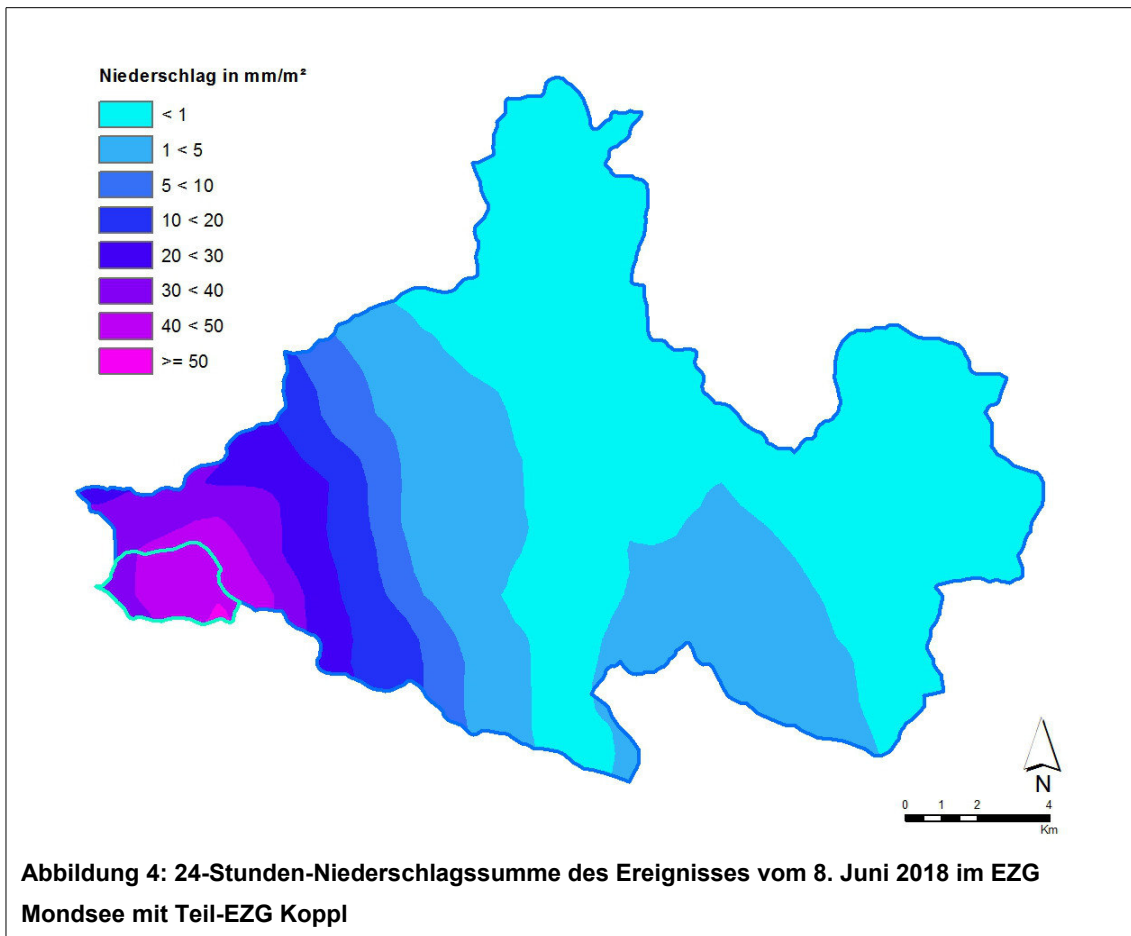 Niederschlag in mm/m²
< 1
1 < 5
5 < 10
10 < 20
20 < 30
30 < 40
40 < 50
>= 50
N
0 1 2 4
Km
Abbildung 4: 24-Stunden-Niederschlagssumme des Ereignisses vom 8. Juni 2018 im EZG
Mondsee mit Teil-EZG Koppl